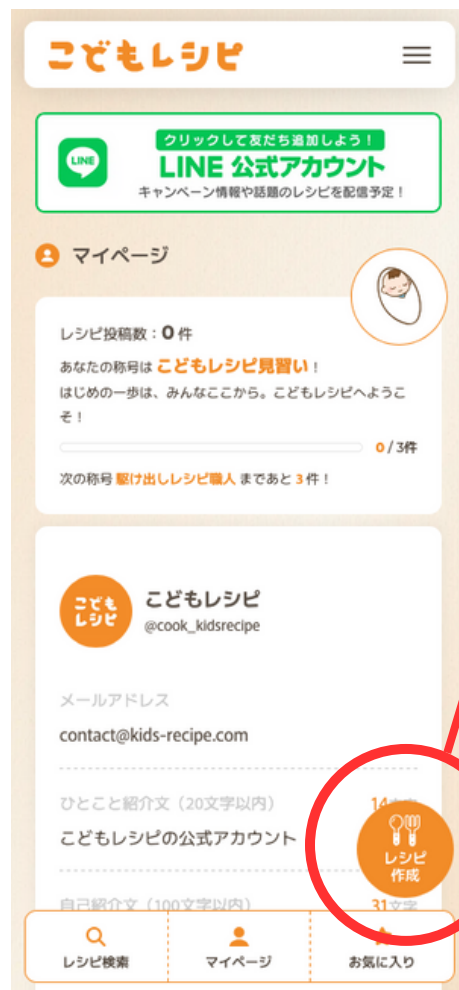 こどもレシピ
クリックして友だち追加しよう！
LINE
LINE 公式アカウント
キャンペーン情報や話題のレシピを配信予定！
マイページ
レシピ投稿数：0 件
あなたの称号は こどもレシピ見習い！
はじめの一歩は、みんなここから。こどもレシピへようこ
そ！
0 / 3件
次の称号 駆け出しレシピ職人 まであと 3 件！
こども
レシピ
こどもレシピ
@cook_kidsrecipe
メールアドレス
contact@kids-recipe.com
ひとこと紹介文（20文字以内）
14
こどもレシピの公式アカウント
レシピ
作成
自己紹介文（100文字以内）
31文字
レシピ検索
マイページ
お気に入り